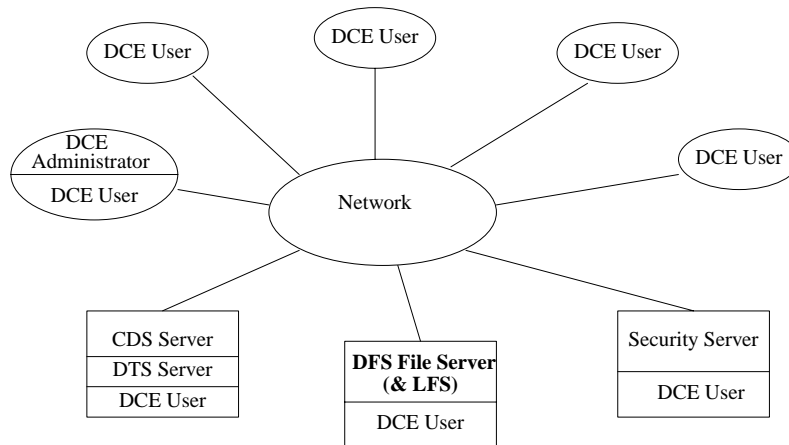 DCE User
DCE User
DCE User
DCE
Administrator
DCE User
DCE User
Network
CDS Server
DTS Server
DCE User
DFS File Server
(& LFS)
DCE User
Security Server
DCE User